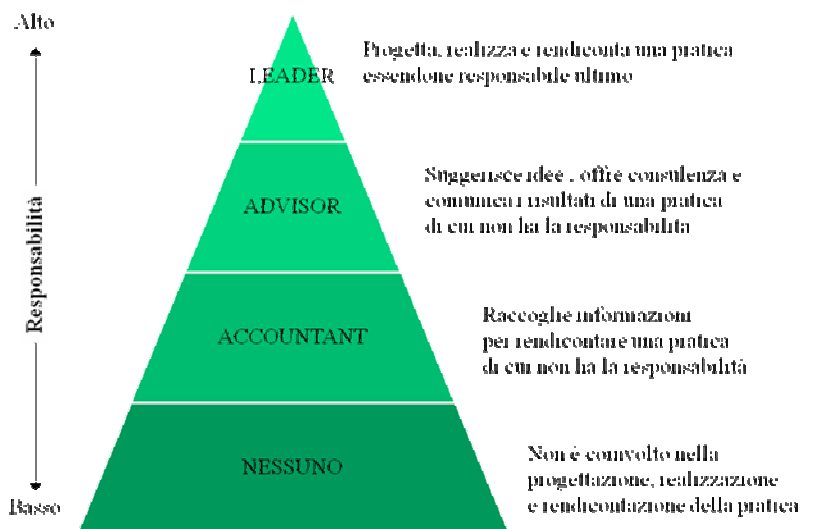 Alto
LEADER
Progetta, realizza e rendiconta una pratica
essendone responsabile ultimo
ADVISOR
Suggerisce idee , offre consulenza e
comunica i risultati di una pratica
di cui non ha la responsabilità
Responsabilità
ACCOUNTANT
Raccoglie informazioni
per rendicontare una pratica
di cui non ha la responsabilità
NESSUNO
Non è coinvolto nella
progettazione, realizzazione
e rendicontazione della pratica
Basso